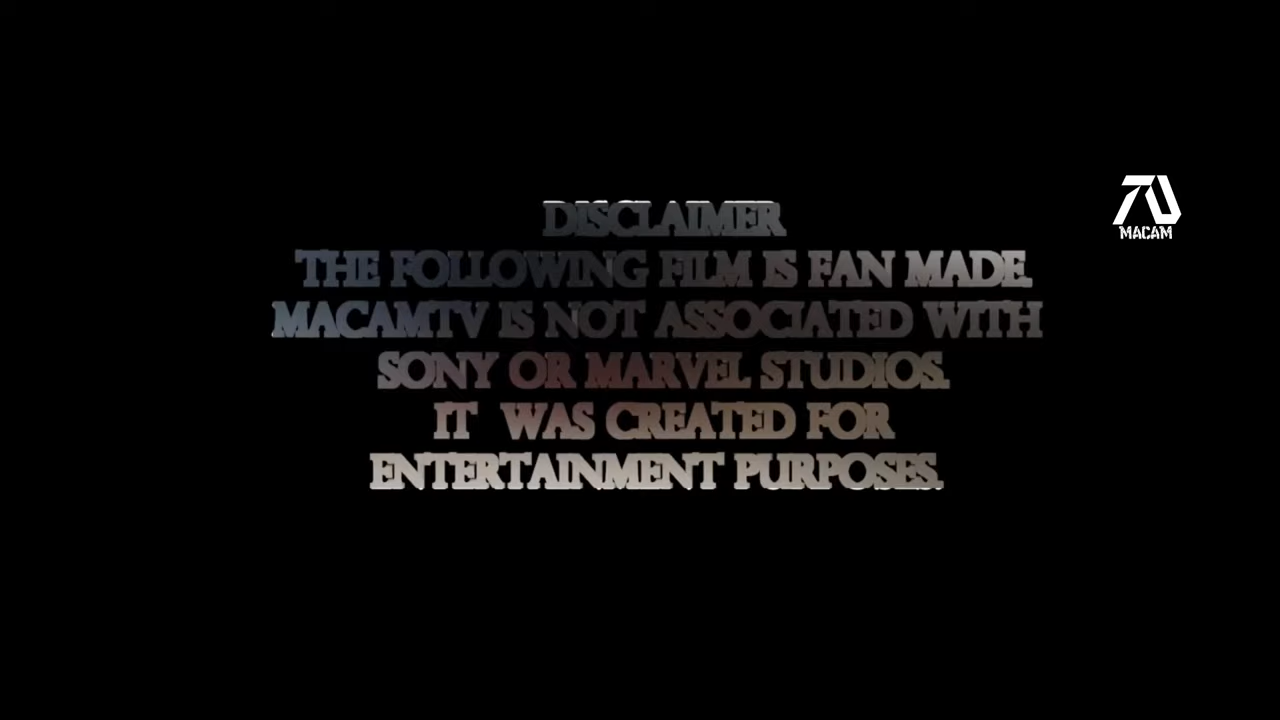 DISCLAIMER
THE FOLLOWING FILM IS FAN MADE.
MACAMTV IS NOT ASSOCIATED WITH
SONY OR MARVEL STUDIOS.
IT WAS CREATED FOR
ENTERTAINMENT PURPOSES.
MACAM